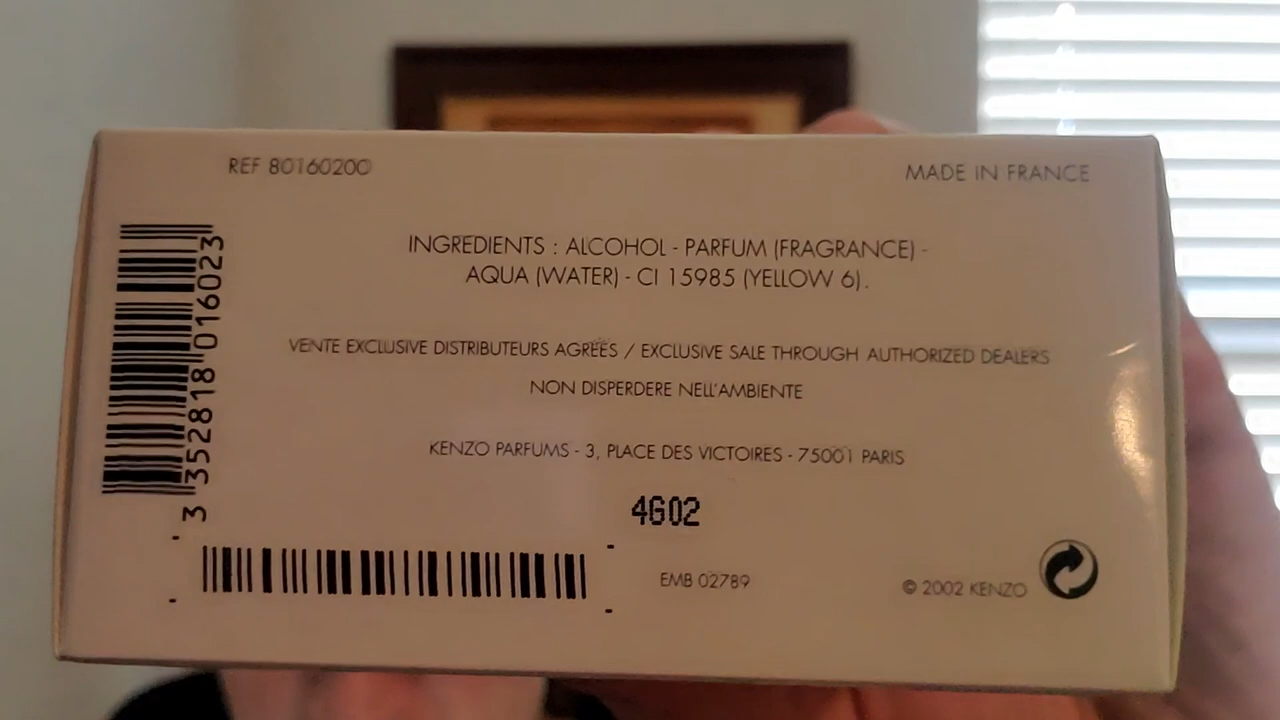 REF 80160200
MADE IN FRANCE
INGREDIENTS : ALCOHOL - PARFUM (FRAGRANCE) -
AQUA (WATER) - CI 15985 (YELLOW 6).
3 352818 016023
VENTE EXCLUSIVE DISTRIBUTEURS AGRÉÉS / EXCLUSIVE SALE THROUGH AUTHORIZED DEALERS
NON DISPERDERE NELL'AMBIENTE
KENZO PARFUMS - 3, PLACE DES VICTOIRES - 75001 PARIS
4G02
EMB 02789
© 2002 KENZO